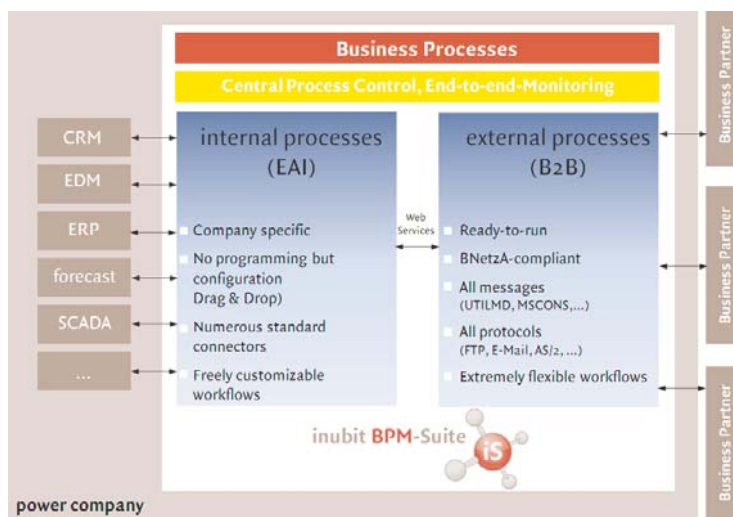 Business Processes
Central Process Control, End-to-end-Monitoring
CRM
EDM
ERP
forecast
SCADA
...
internal processes
(EAI)
Company specific
No programming but
configuration
Drag & Drop)
Numerous standard
connectors
Freely customizable
workflows
Web
Services
external processes
(B2B)
Ready-to-run
BNetzA-compliant
All messages
(UTILMD, MSCONS,...)
All protocols
(FTP, E-Mail, AS/2, ...)
Extremely flexible workflows
Business Partner
Business Partner
Business Partner
inubit BPM-Suite
iS
power company